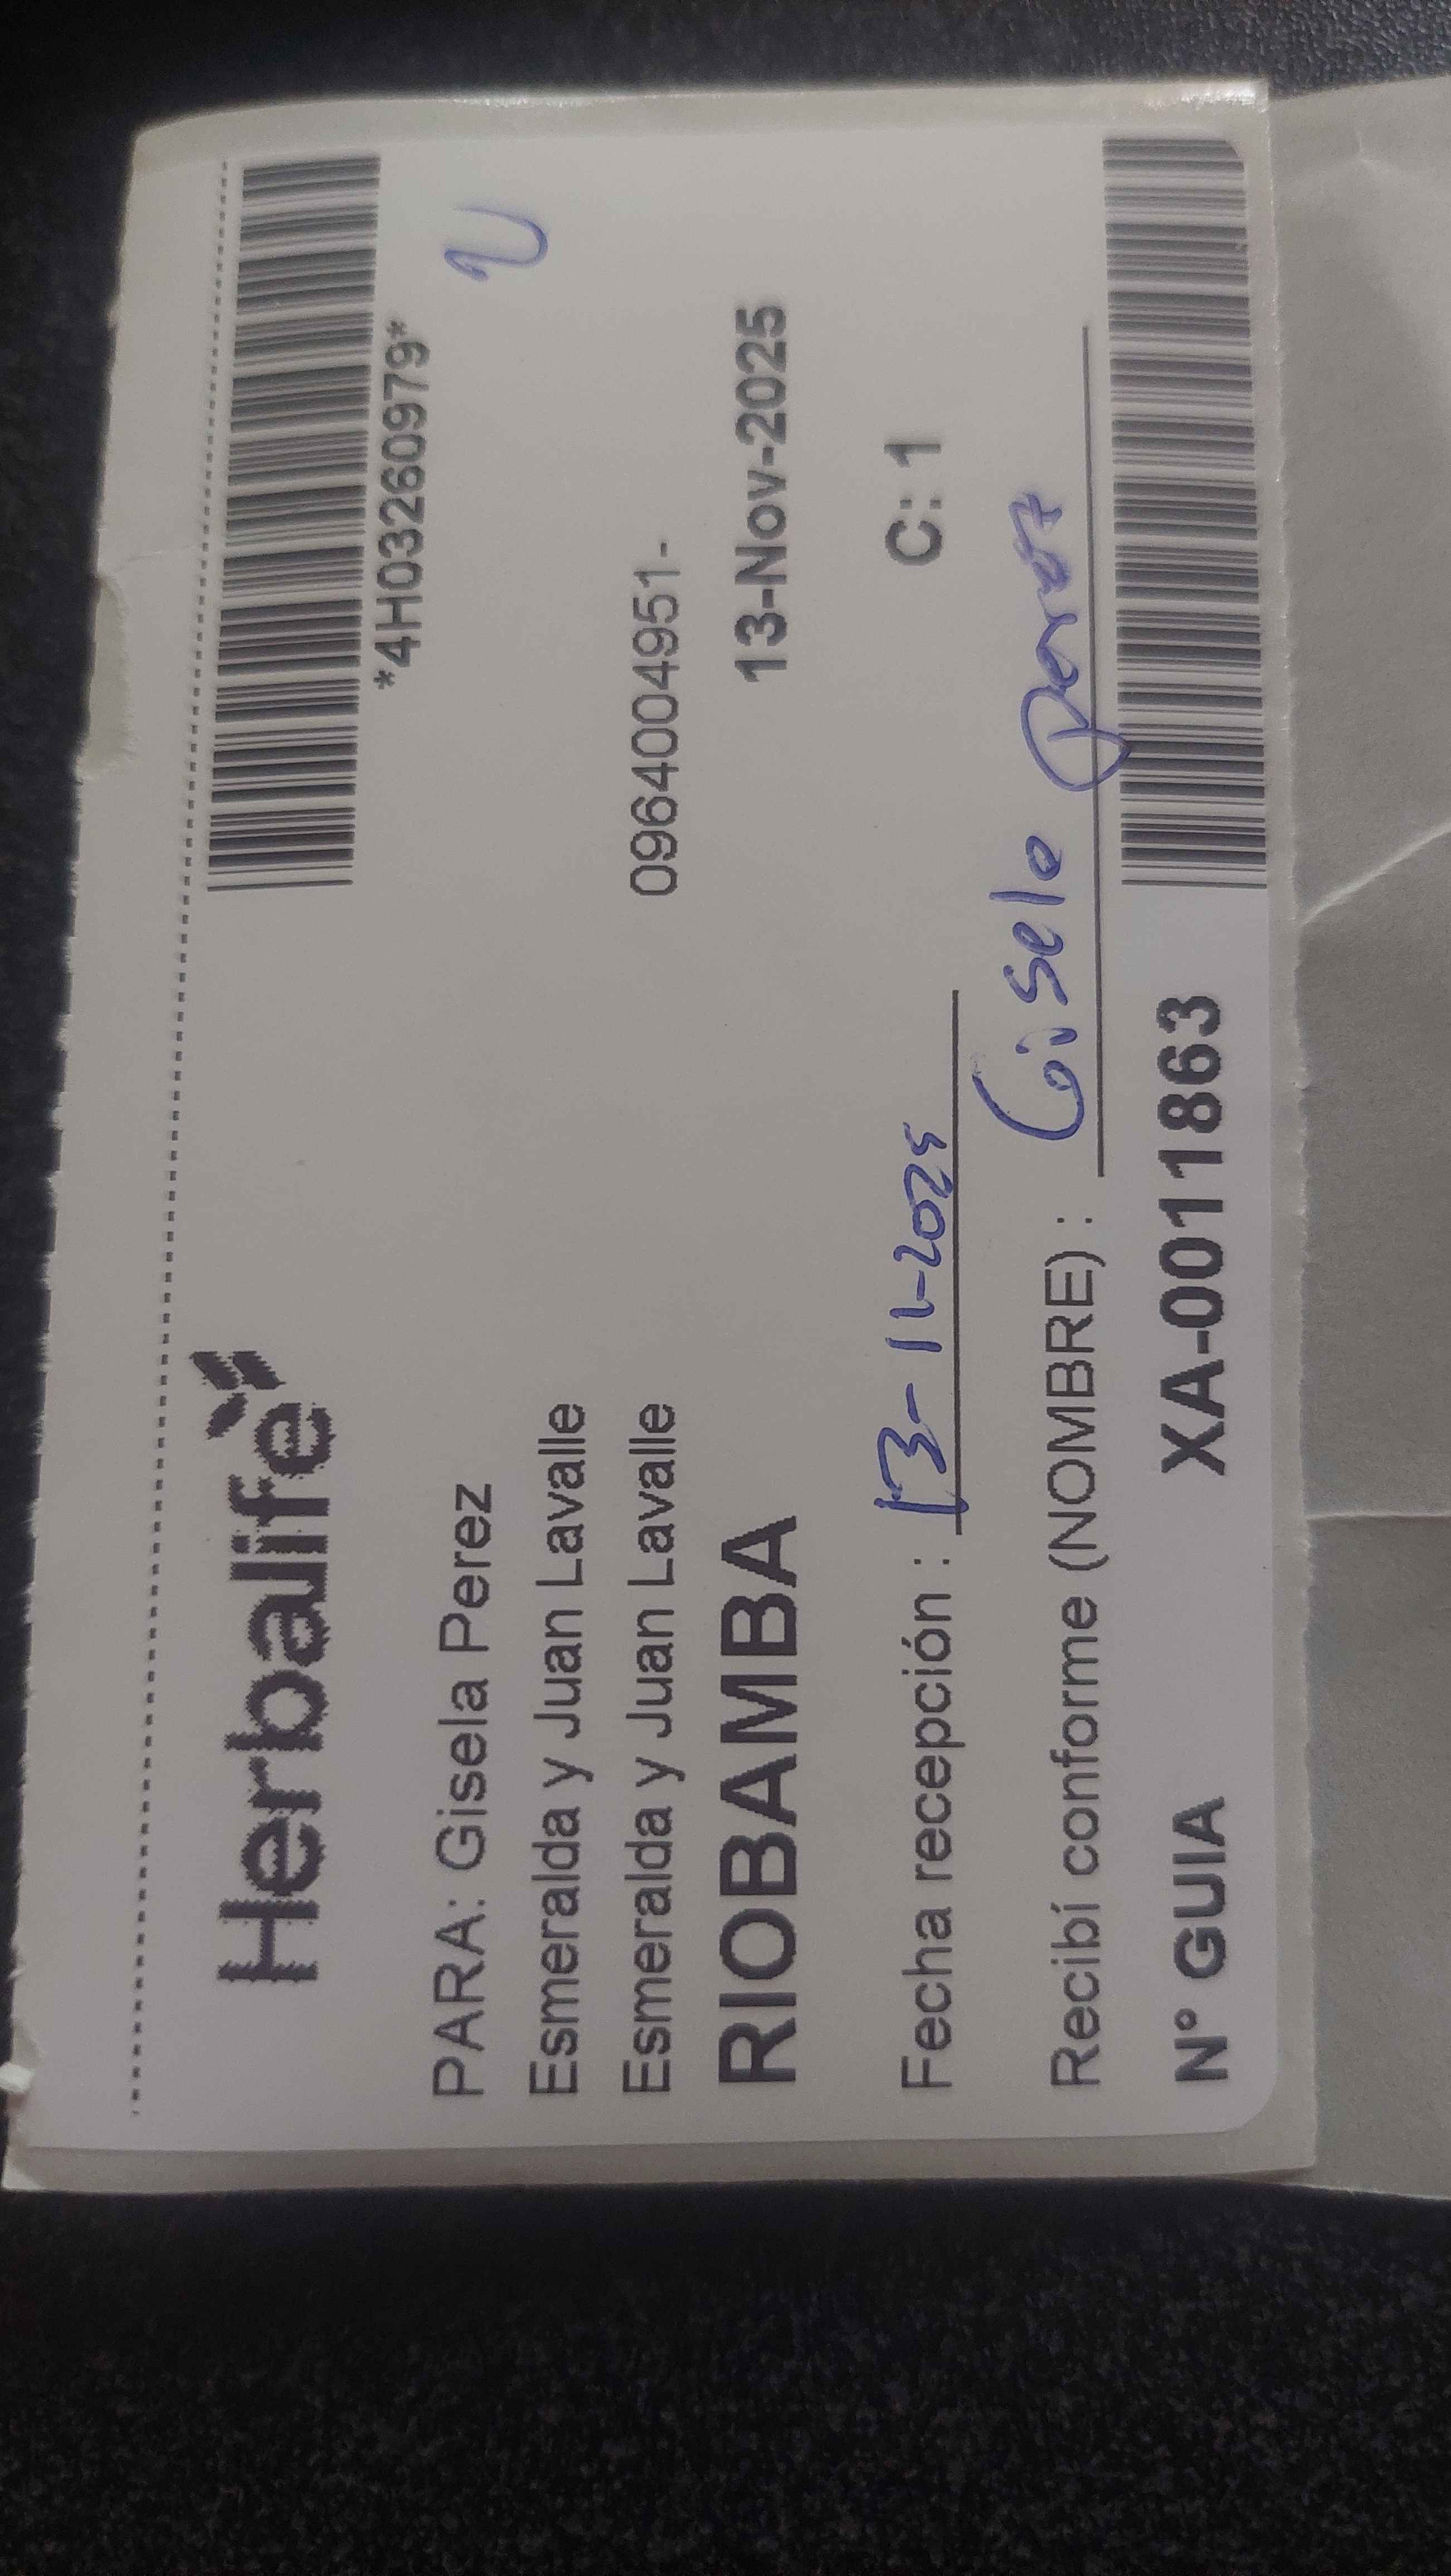 Herbalife
*4H03260979*
PARA: Gisela Perez
Esmeralda y Juan Lavalle
Esmeralda y Juan Lavalle 0964004951-
RIOBAMBA 13-Nov-2025
Fecha recepción : 13-11-2025 C: 1
Recibí conforme (NOMBRE) : Gisela perez
N° GUIA XA-0011863